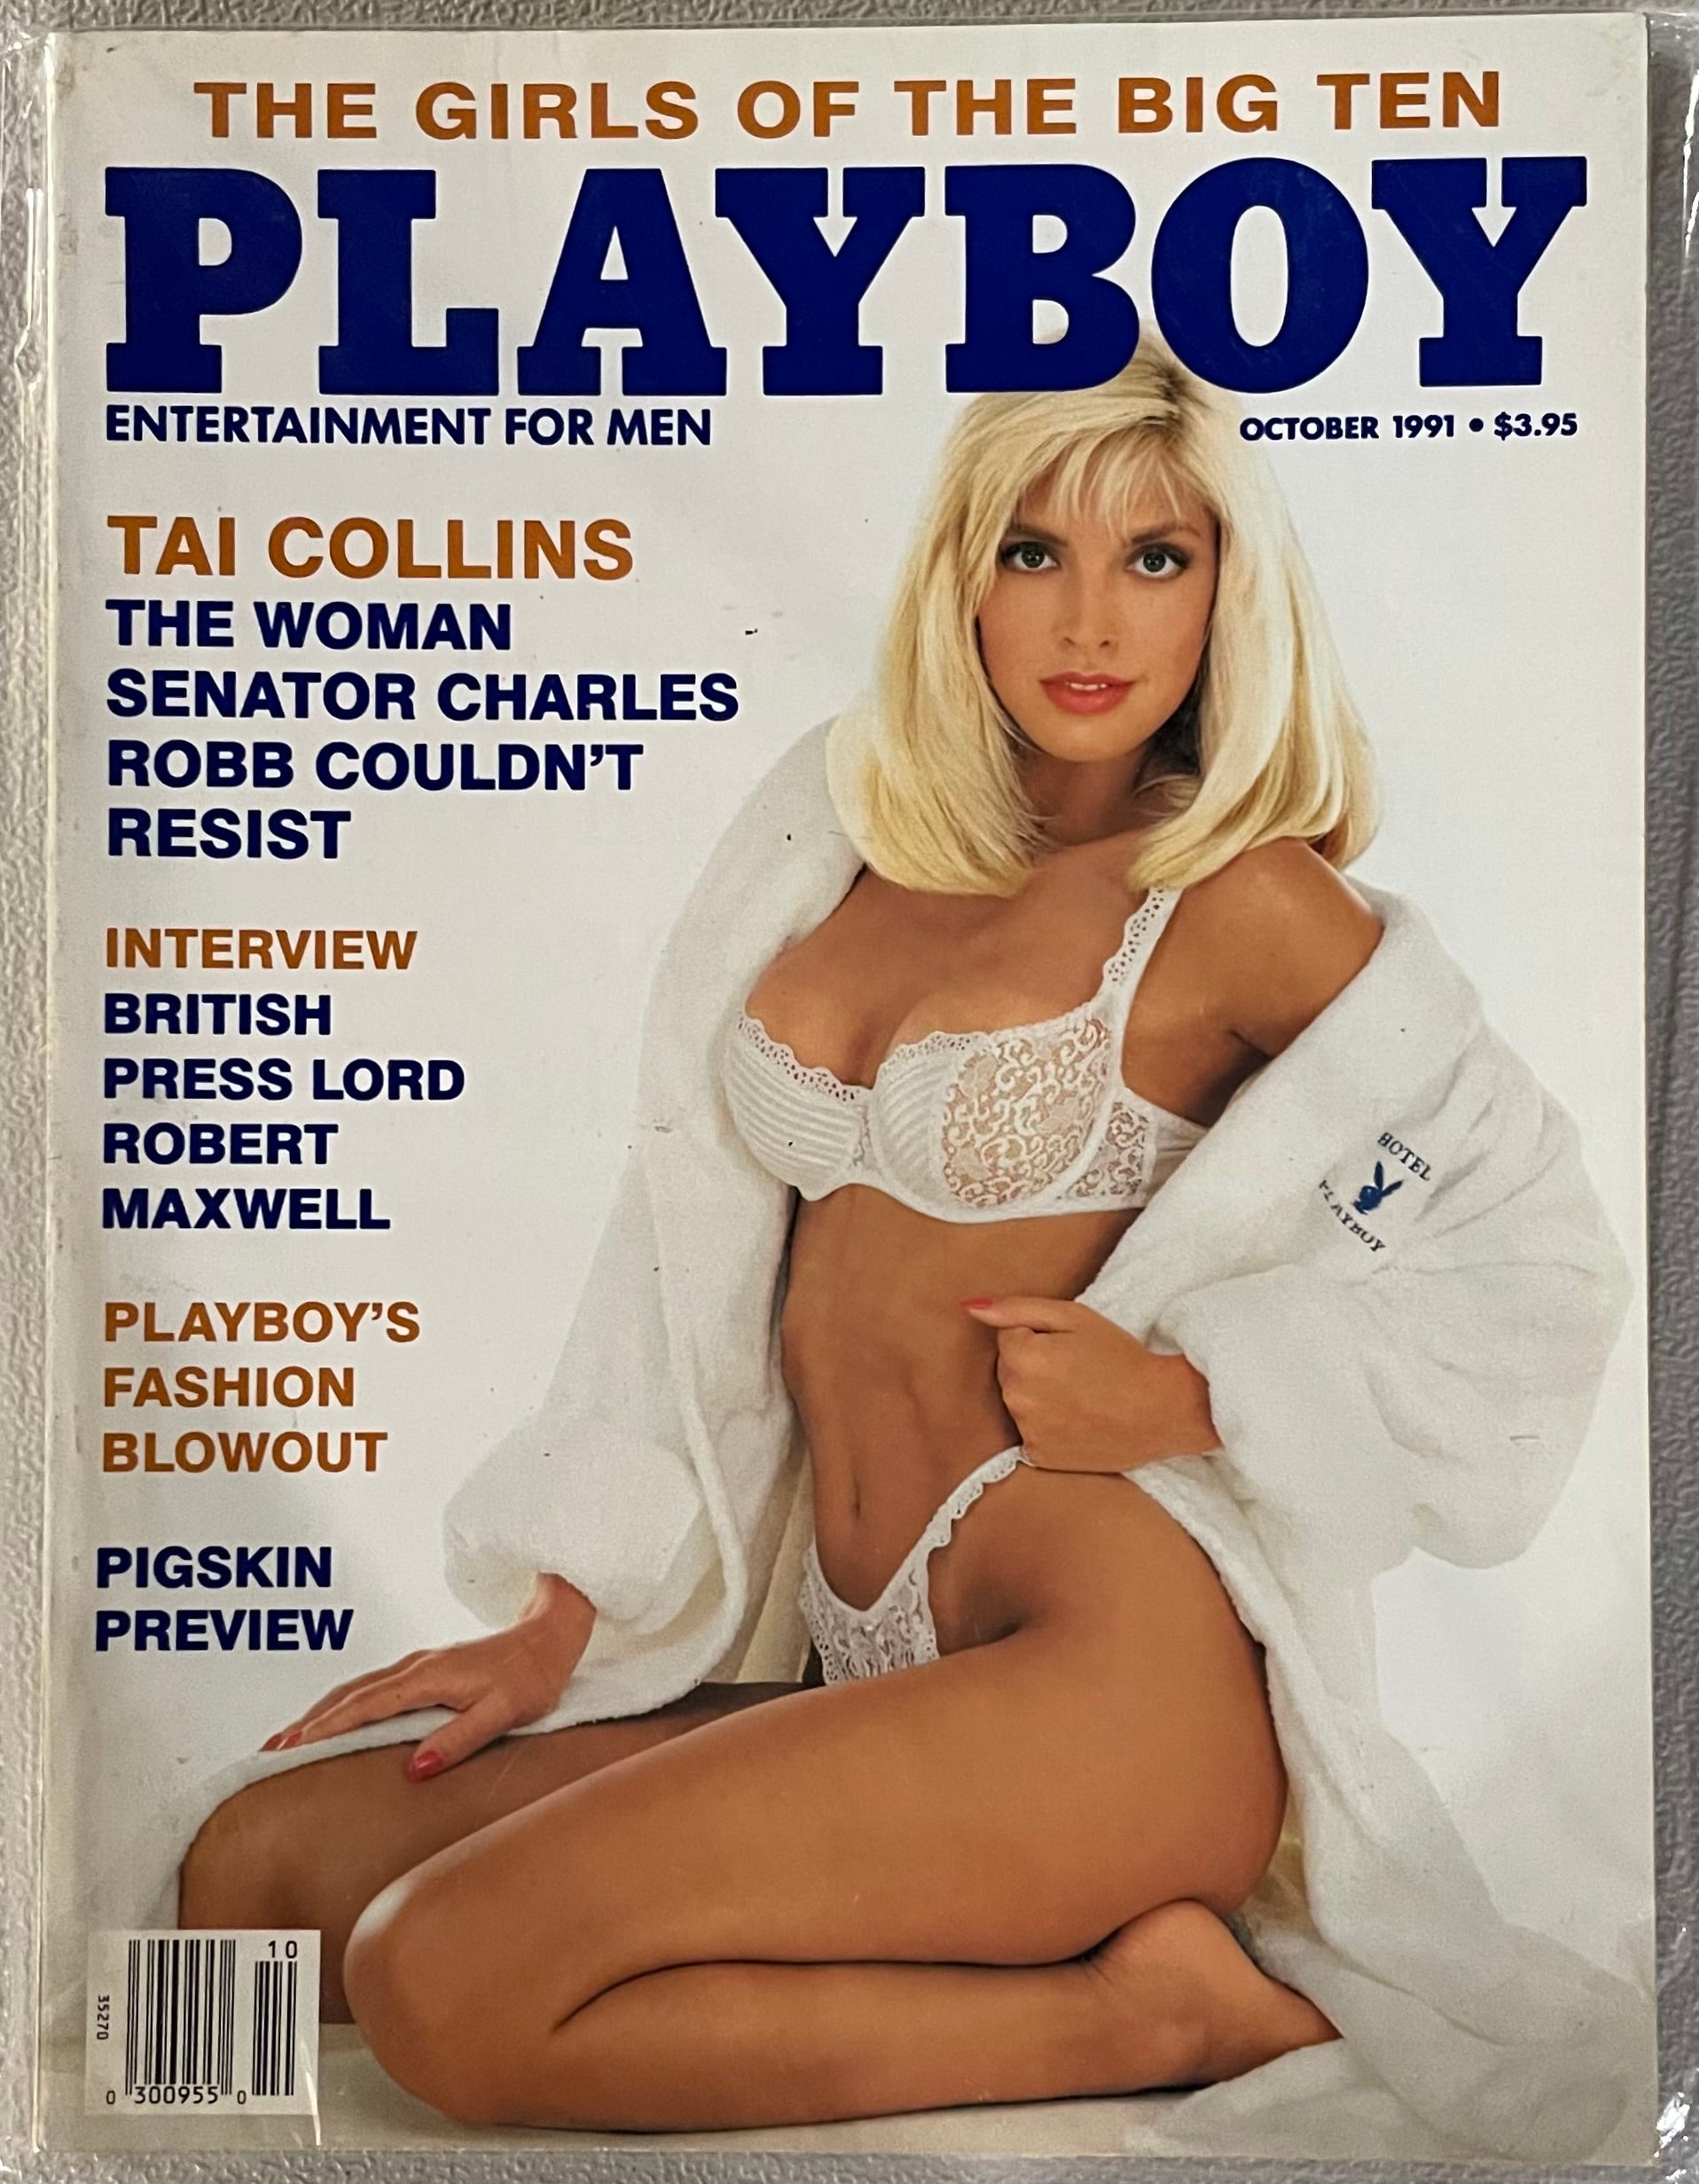 THE GIRLS OF THE BIG TEN
PLAYBOY
ENTERTAINMENT FOR MEN
OCTOBER 1991 • $3.95
TAI COLLINS
THE WOMAN
SENATOR CHARLES
ROBB COULDN'T
RESIST
INTERVIEW
BRITISH
PRESS LORD
ROBERT
MAXWELL
PLAYBOY'S
FASHION
BLOWOUT
PIGSKIN
PREVIEW
HOTEL
PLAYBOY
10
35270
0 300955 0